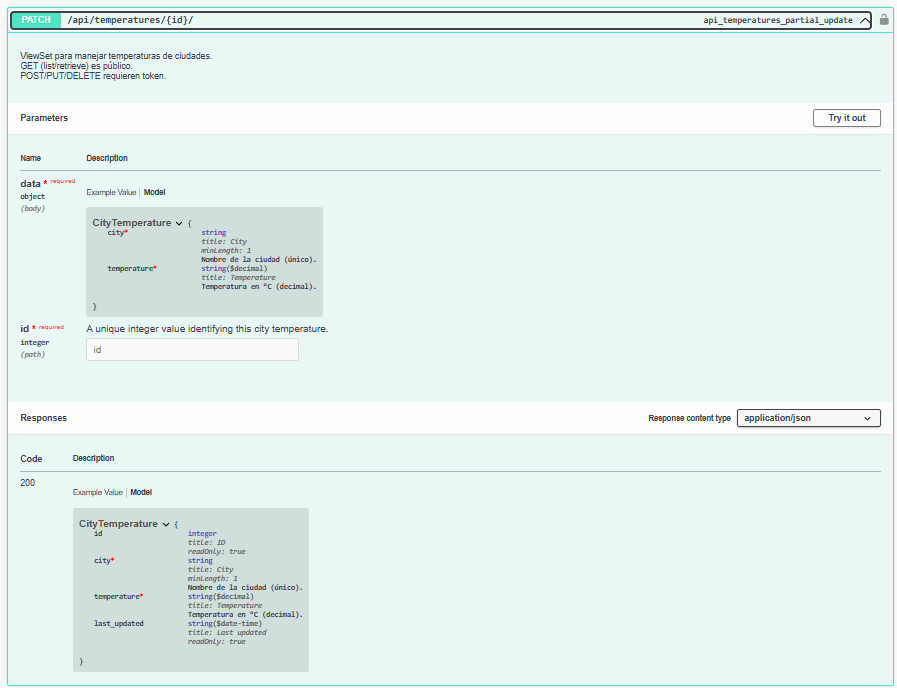 PATCH /api/temperatures/{id}/ api_temperatures_partial_update
ViewSet para manejar temperaturas de ciudades.
GET (list/retrieve) es público.
POST/PUT/DELETE requieren token.
Parameters Try it out
Name Description
data * required
object
(body)
Example Value | Model
CityTemperature {
city* string
title: City
minLength: 1
Nombre de la ciudad (único).
temperature* string($decimal)
title: Temperature
Temperatura en °C (decimal).
}
id * required A unique integer value identifying this city temperature.
integer
(path)
id
Responses Response content type application/json
Code Description
200
Example Value | Model
CityTemperature {
id integer
title: ID
readOnly: true
city* string
title: City
minLength: 1
Nombre de la ciudad (único).
temperature* string($decimal)
title: Temperature
Temperatura en °C (decimal).
last_updated string($date-time)
title: Last updated
readOnly: true
}